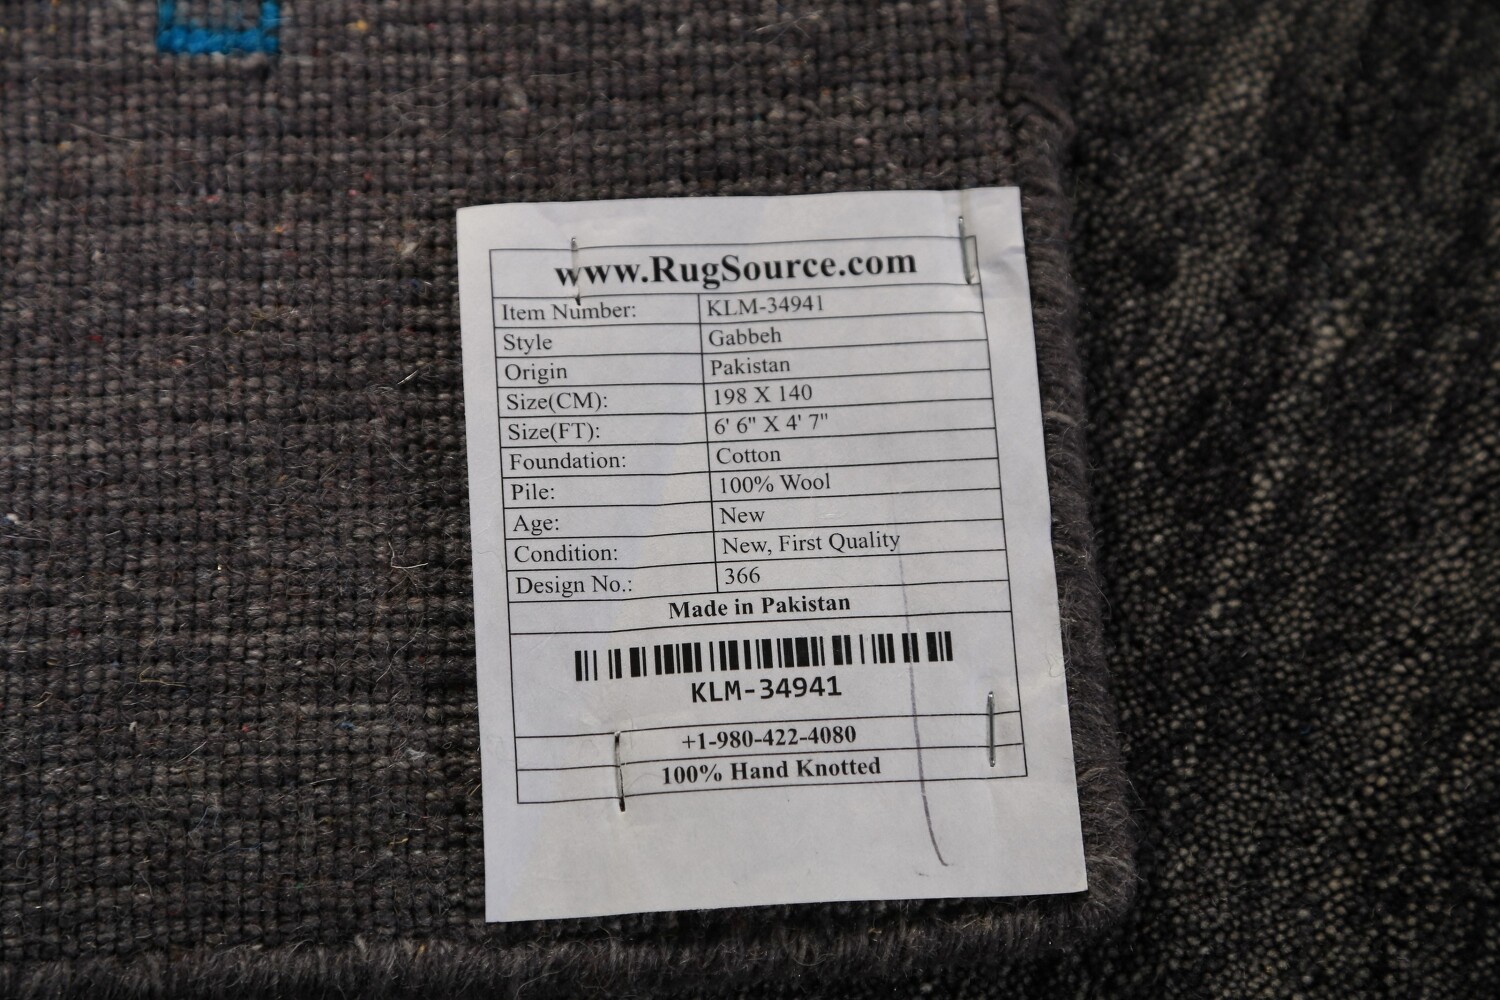 www.RugSource.com
Item Number: KLM-34941
Style Gabbeh
Origin Pakistan
Size(CM): 198 X 140
Size(FT): 6' 6" X 4' 7"
Foundation: Cotton
Pile: 100% Wool
Age: New
Condition: New, First Quality
Design No.: 366
Made in Pakistan
KLM-34941
+1-980-422-4080
100% Hand Knotted